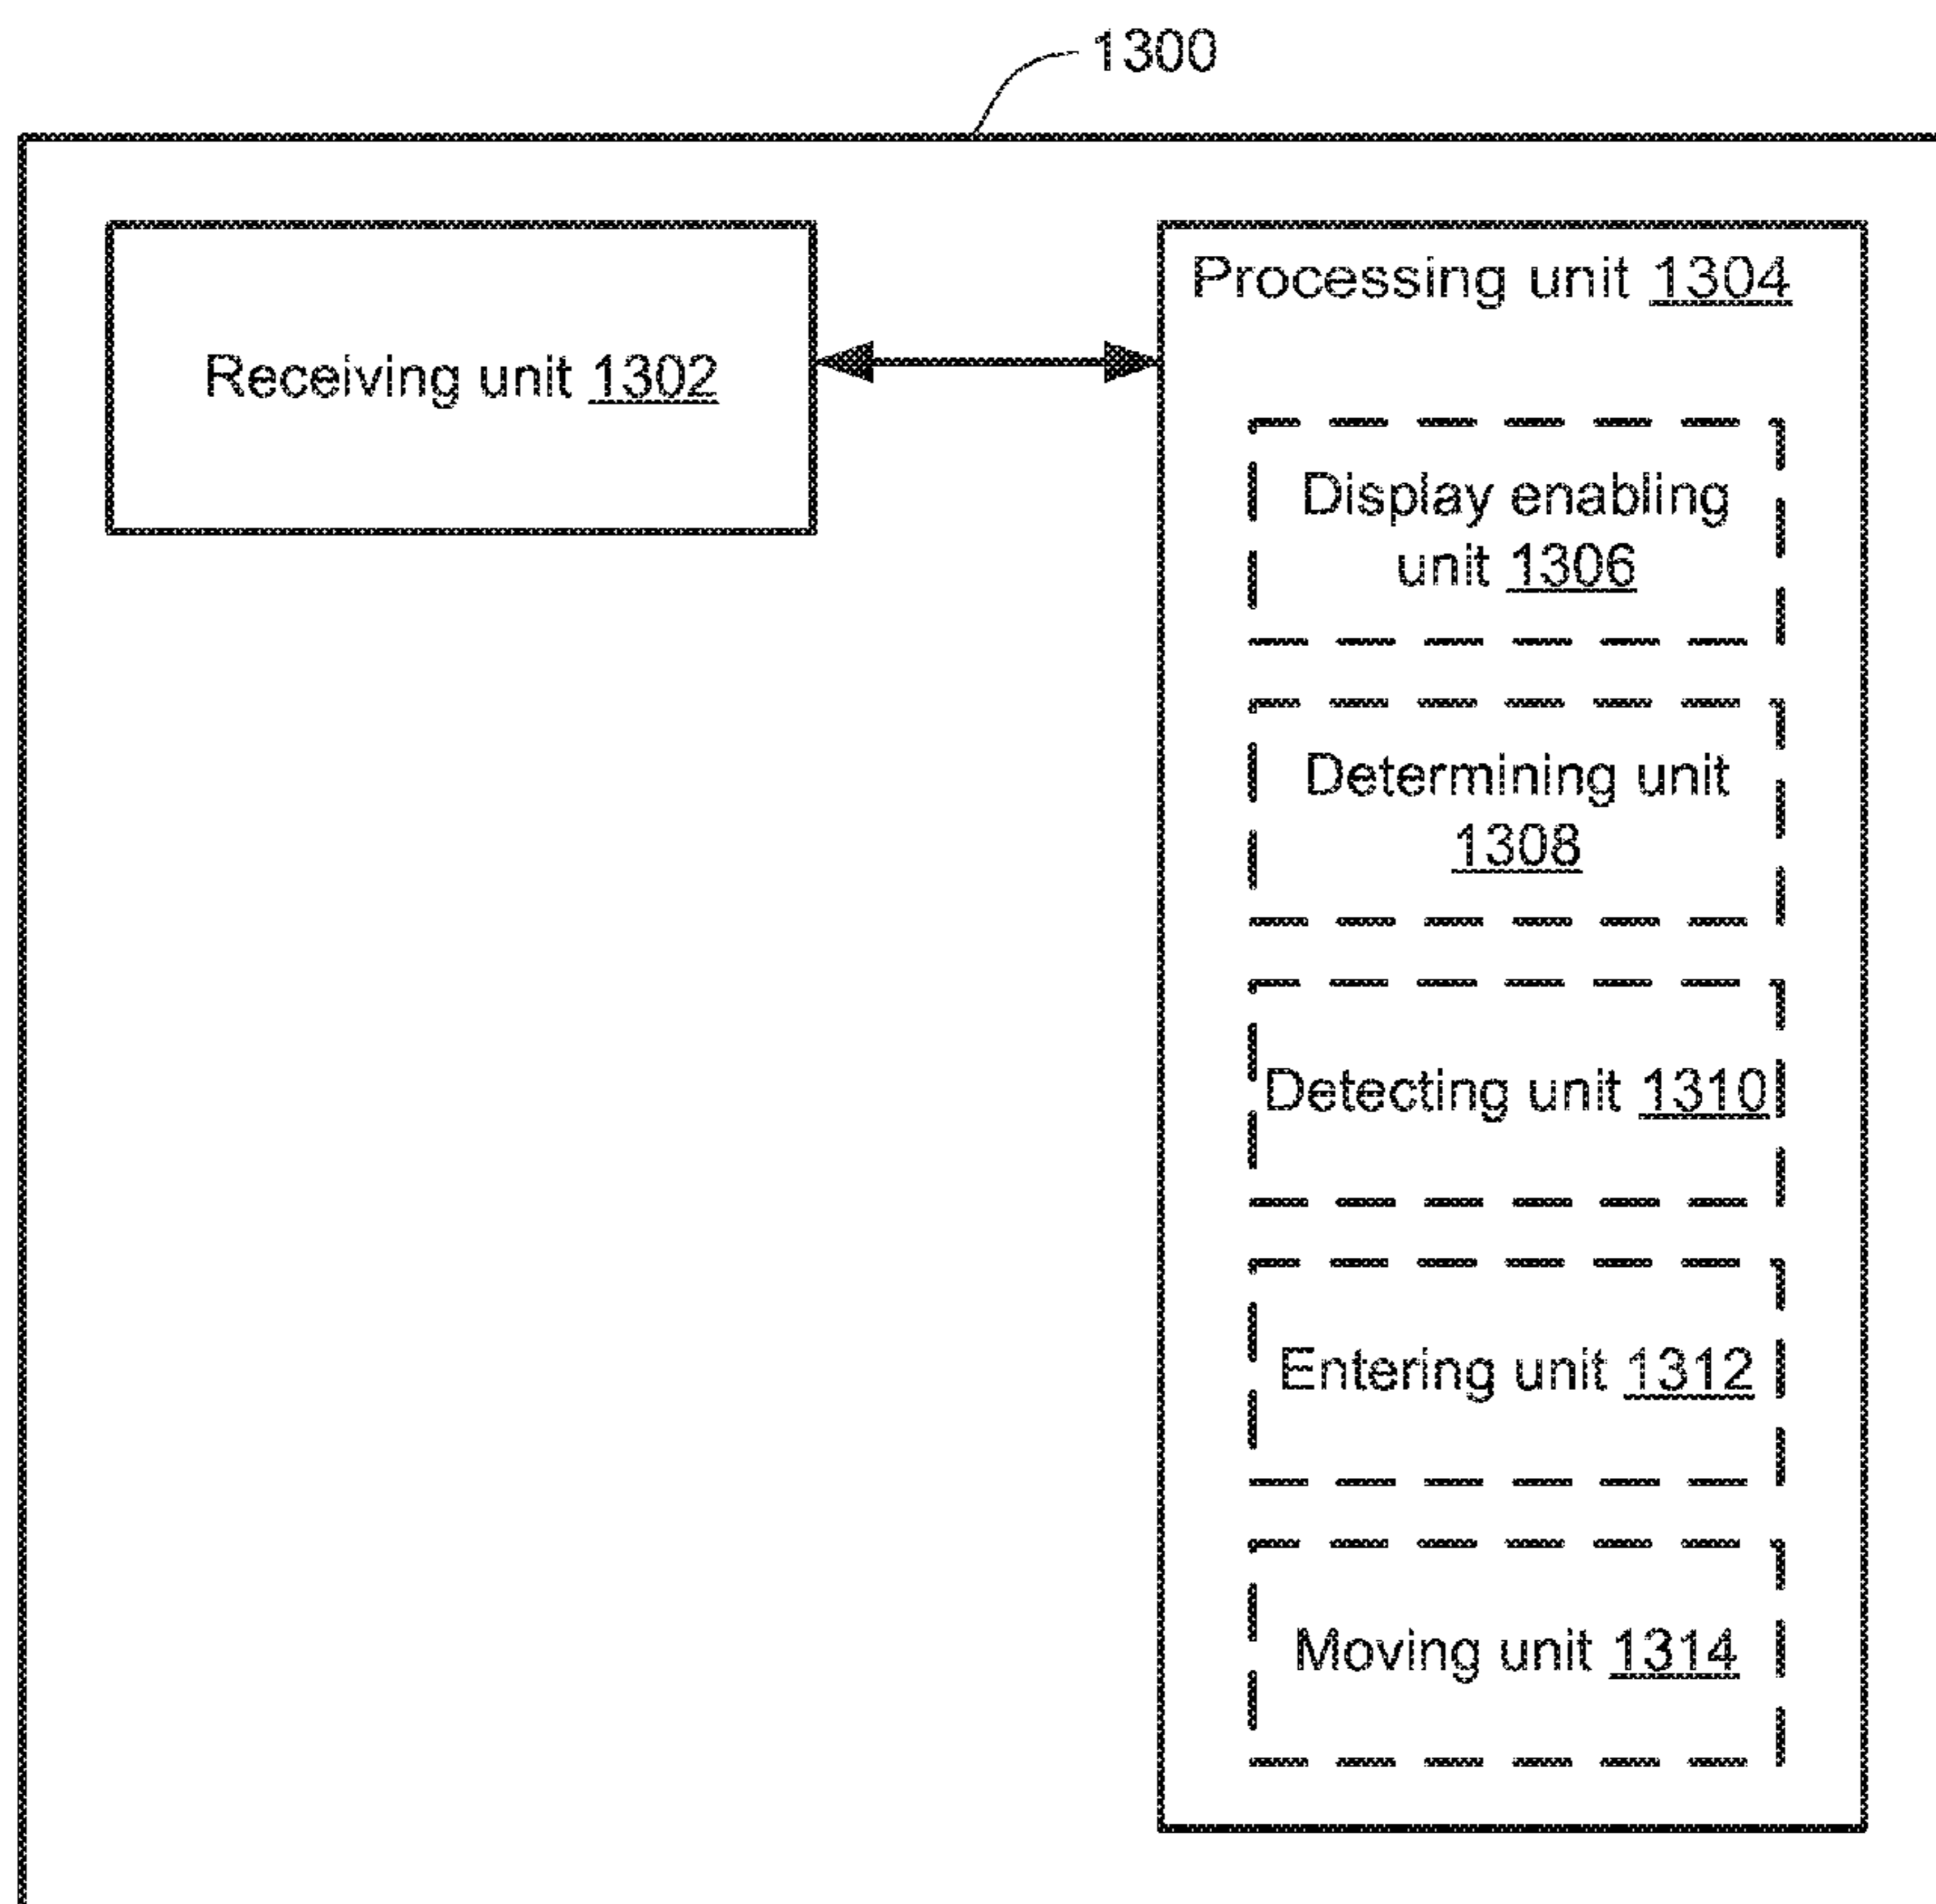 1300
Receiving unit 1302
Processing unit 1304
Display enabling
unit 1306
Determining unit
1308
Detecting unit 1310
Entering unit 1312
Moving unit 1314